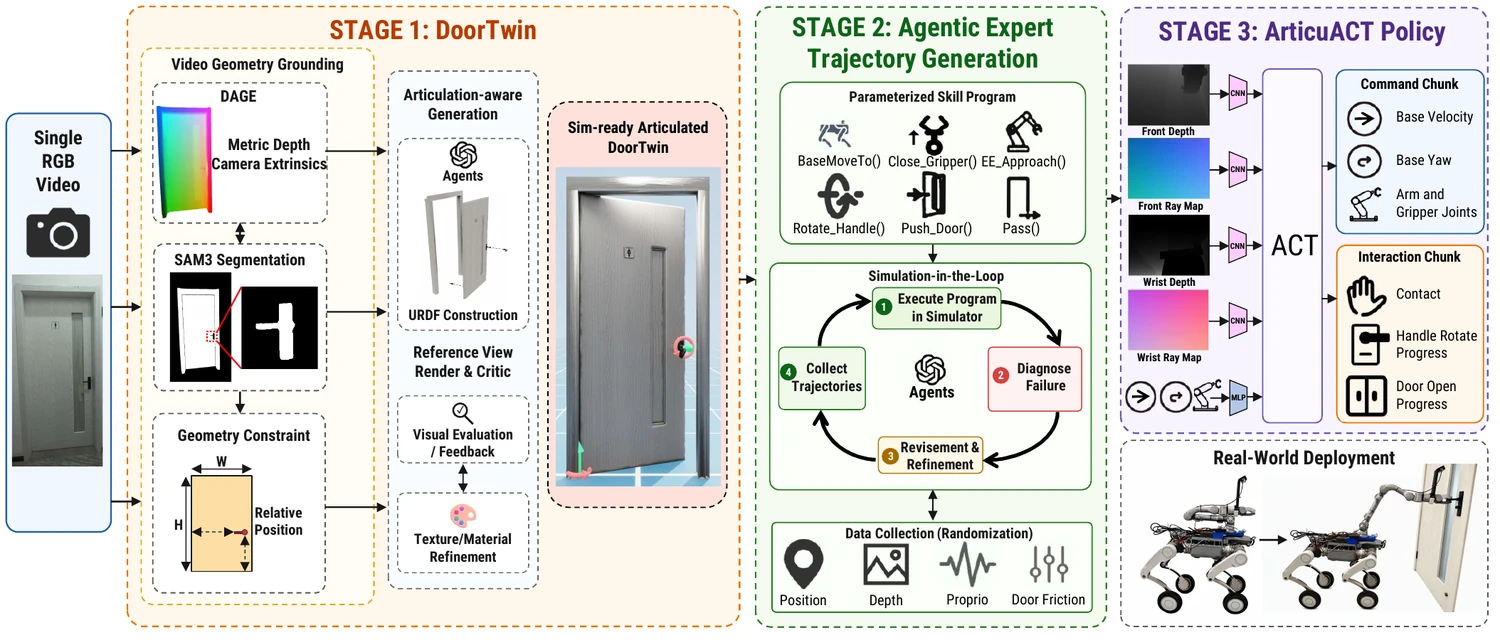 Single
RGB
Video
STAGE 1: DoorTwin
Video Geometry Grounding
DAGE
Metric Depth
Camera Extrinsics
SAM3 Segmentation
Geometry Constraint
W
H
Relative
Position
Articulation-aware
Generation
Agents
URDF Construction
Reference View
Render & Critic
Visual Evaluation
/ Feedback
Texture/Material
Refinement
Sim-ready Articulated
DoorTwin
STAGE 2: Agentic Expert
Trajectory Generation
Parameterized Skill Program
BaseMoveTo() Close_Gripper() EE_Approach()
Rotate_Handle() Push_Door() Pass()
Simulation-in-the-Loop
1 Execute Program
in Simulator
2 Diagnose
Failure
3 Revisement &
Refinement
4 Collect
Trajectories
Agents
Data Collection (Randomization)
Position Depth Proprio Door Friction
STAGE 3: ArticuACT Policy
CNN
Front Depth
CNN
Front Ray Map
CNN
Wrist Depth
CNN
Wrist Ray Map
MLP
ACT
Command Chunk
Base Velocity
Base Yaw
Arm and
Gripper Joints
Interaction Chunk
Contact
Handle Rotate
Progress
Door Open
Progress
Real-World Deployment